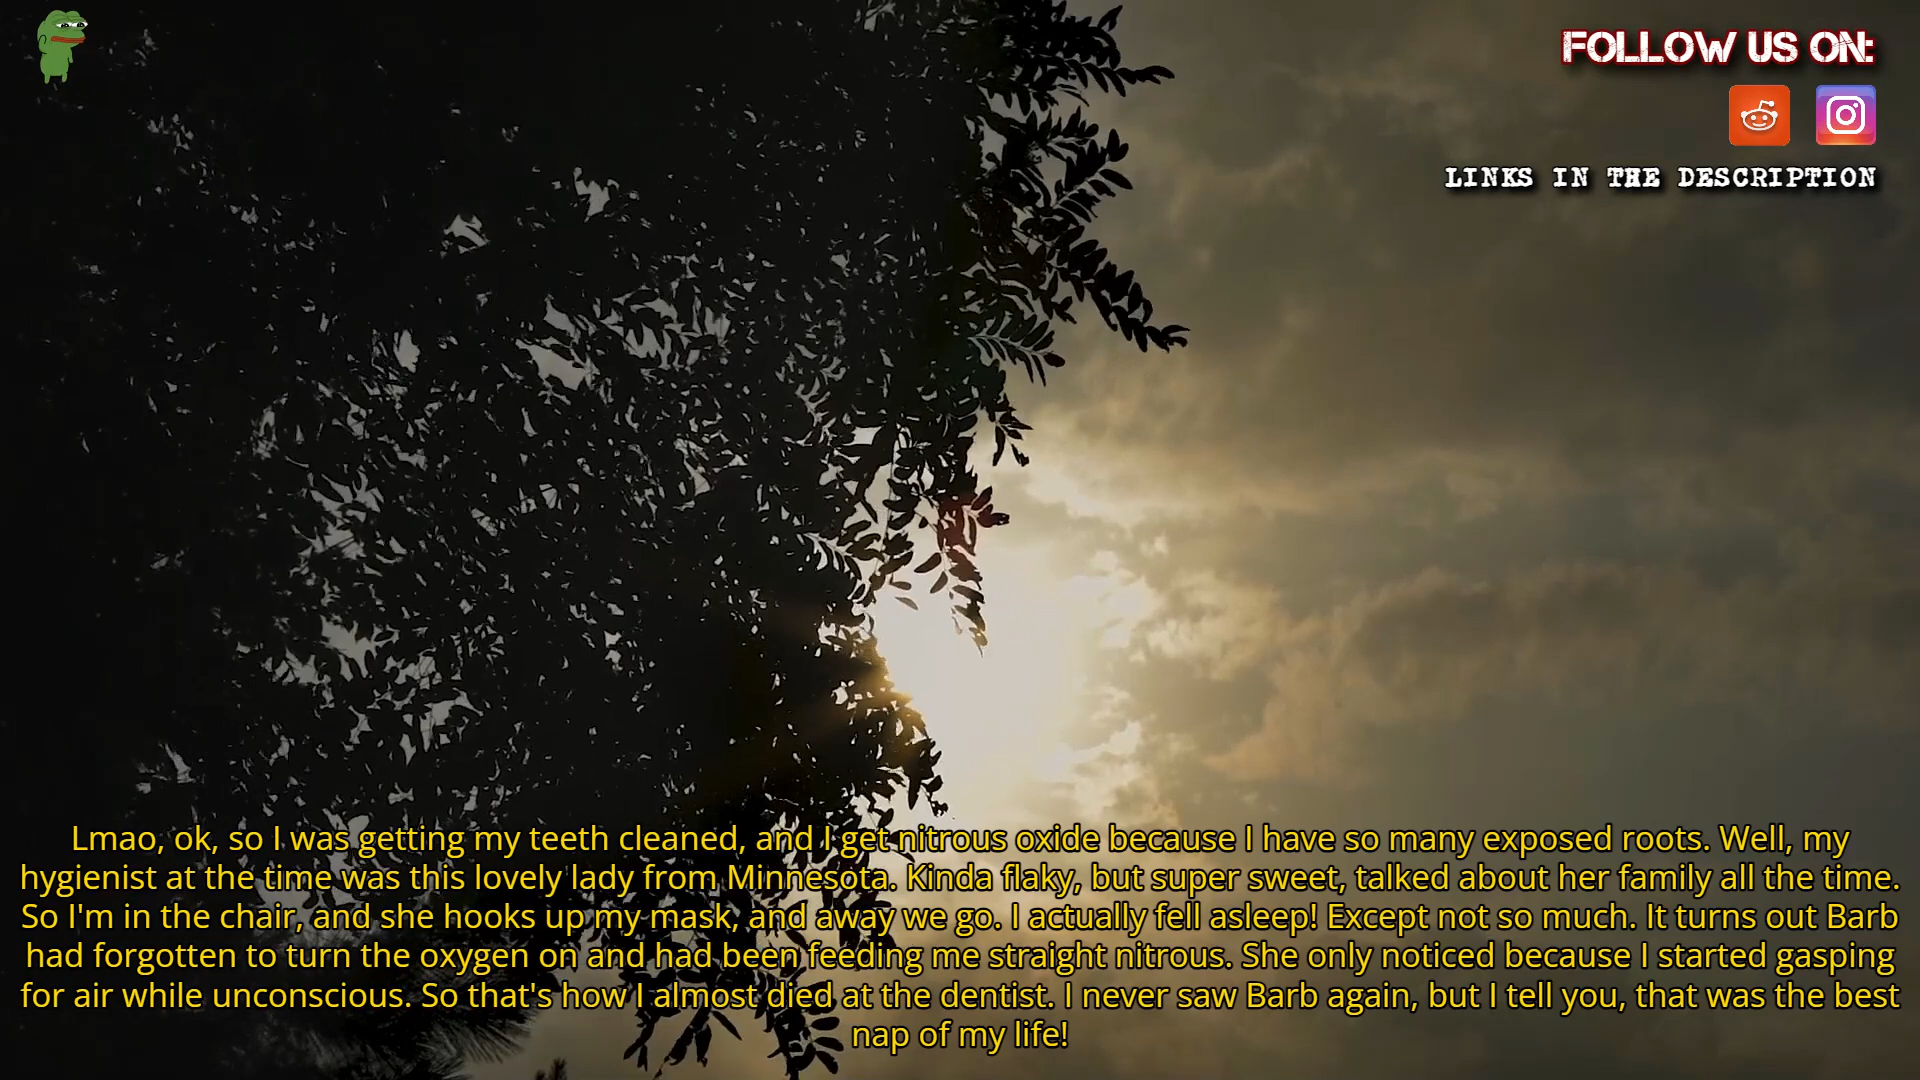 FOLLOW US ON:
LINKS IN THE DESCRIPTION
Lmao, ok, so I was getting my teeth cleaned, and I get nitrous oxide because I have so many exposed roots. Well, my
hygienist at the time was this lovely lady from Minnesota. Kinda flaky, but super sweet, talked about her family all the time.
So I'm in the chair, and she hooks up my mask, and away we go. I actually fell asleep! Except not so much. It turns out Barb
had forgotten to turn the oxygen on and had been feeding me straight nitrous. She only noticed because I started gasping
for air while unconscious. So that's how I almost died at the dentist. I never saw Barb again, but I tell you, that was the best
nap of my life!